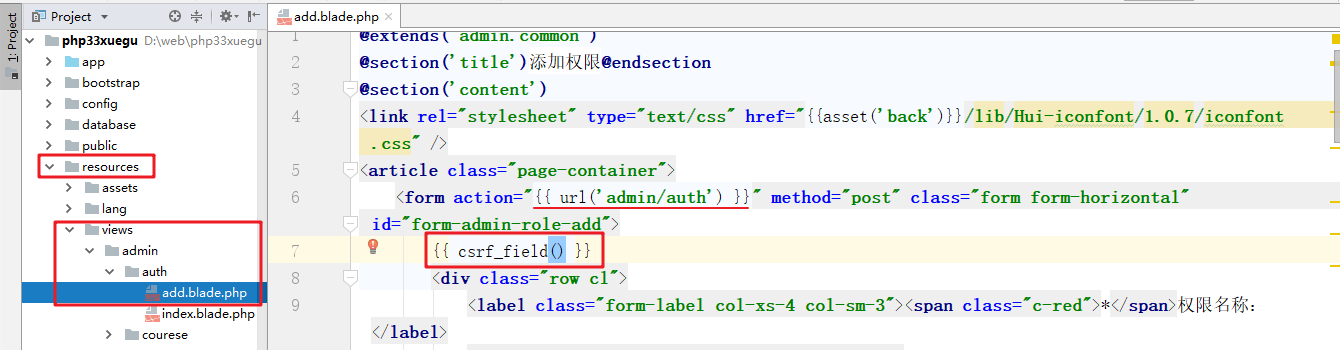 1: Project
Project
add.blade.php
php33xuegu D:\web\php33xuegu
app
bootstrap
config
database
public
resources
assets
lang
views
admin
auth
add.blade.php
index.blade.php
courese
1 @extends('admin.common')
2 @section('title')添加权限@endsection
3 @section('content')
4 <link rel="stylesheet" type="text/css" href="{{asset('back')}}/lib/Hui-iconfont/1.0.7/iconfont
.css" />
5 <article class="page-container">
6 <form action="{{ url('admin/auth') }}" method="post" class="form form-horizontal"
id="form-admin-role-add">
7 {{ csrf_field() }}
8 <div class="row cl">
9 <label class="form-label col-xs-4 col-sm-3"><span class="c-red">*</span>权限名称:
</label>